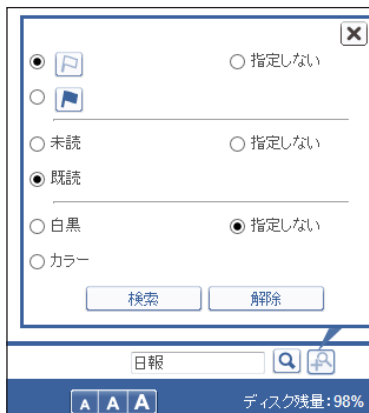 指定しない
未読 指定しない
既読
白黒 指定しない
カラー
検索 解除
日報
A A A ディスク残量:98%